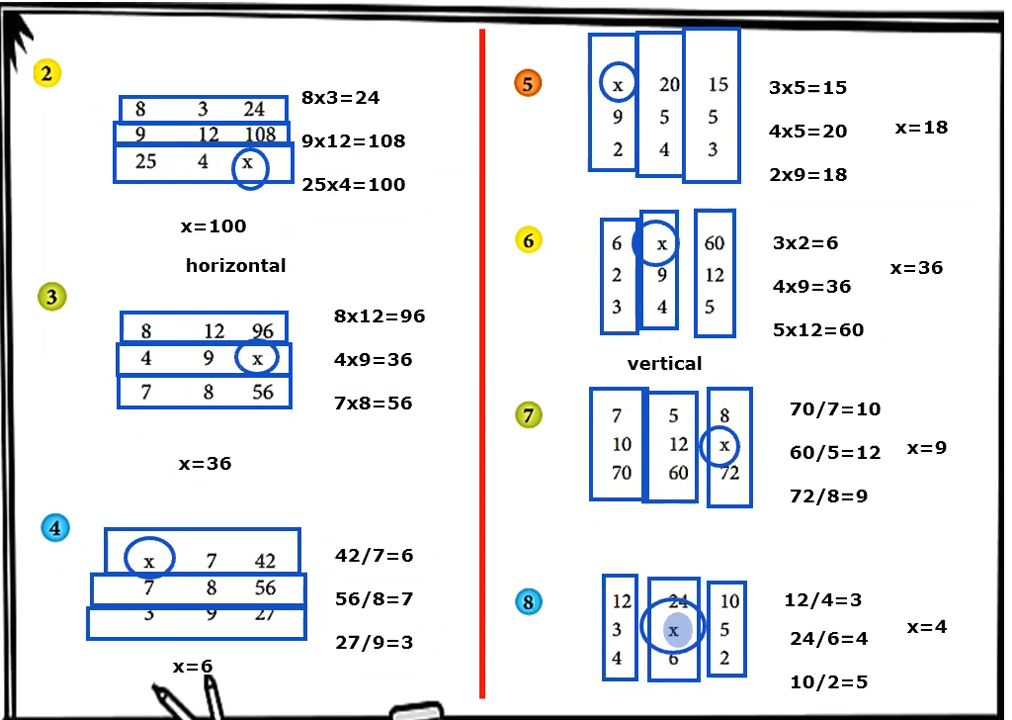 2
8 3 24
9 12 108
25 4 x
8x3=24
9x12=108
25x4=100
x=100
horizontal
3
8 12 96
4 9 x
7 8 56
8x12=96
4x9=36
7x8=56
x=36
4
x 7 42
7 8 56
3 9 27
42/7=6
56/8=7
27/9=3
x=6
5
x 20 15
9 5 5
2 4 3
3x5=15
4x5=20
2x9=18
x=18
6
6 x 60
2 9 12
3 4 5
3x2=6
4x9=36
5x12=60
x=36
vertical
7
7 5 8
10 12 x
70 60 72
70/7=10
60/5=12
72/8=9
x=9
8
12 24 10
3 x 5
4 6 2
12/4=3
24/6=4
10/2=5
x=4